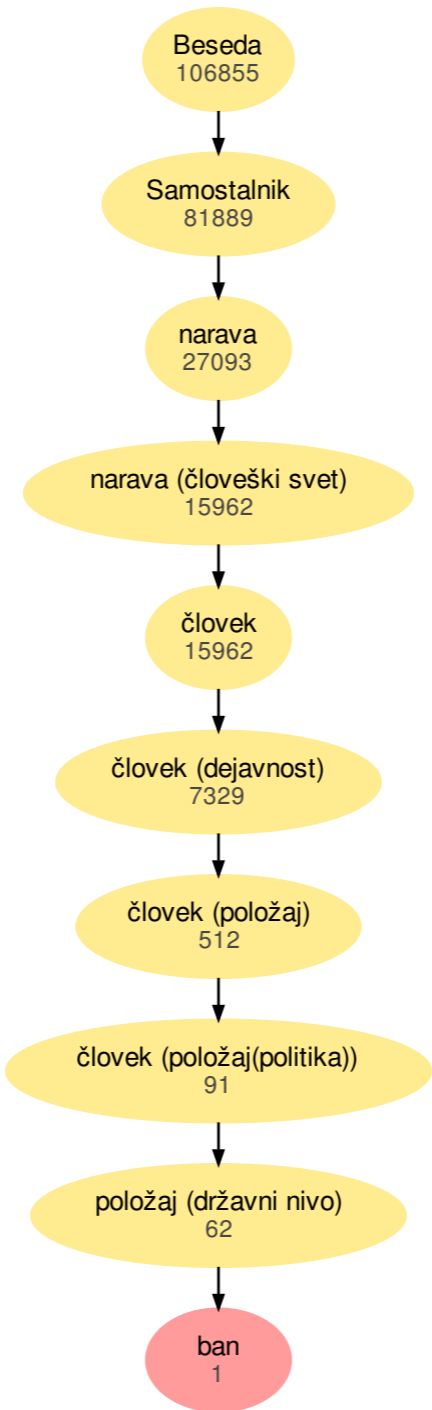 Beseda
106855
Samostalnik
81889
narava
27093
narava (človeški svet)
15962
človek
15962
človek (dejavnost)
7329
človek (položaj)
512
človek (položaj(politika))
91
položaj (državni nivo)
62
ban
1